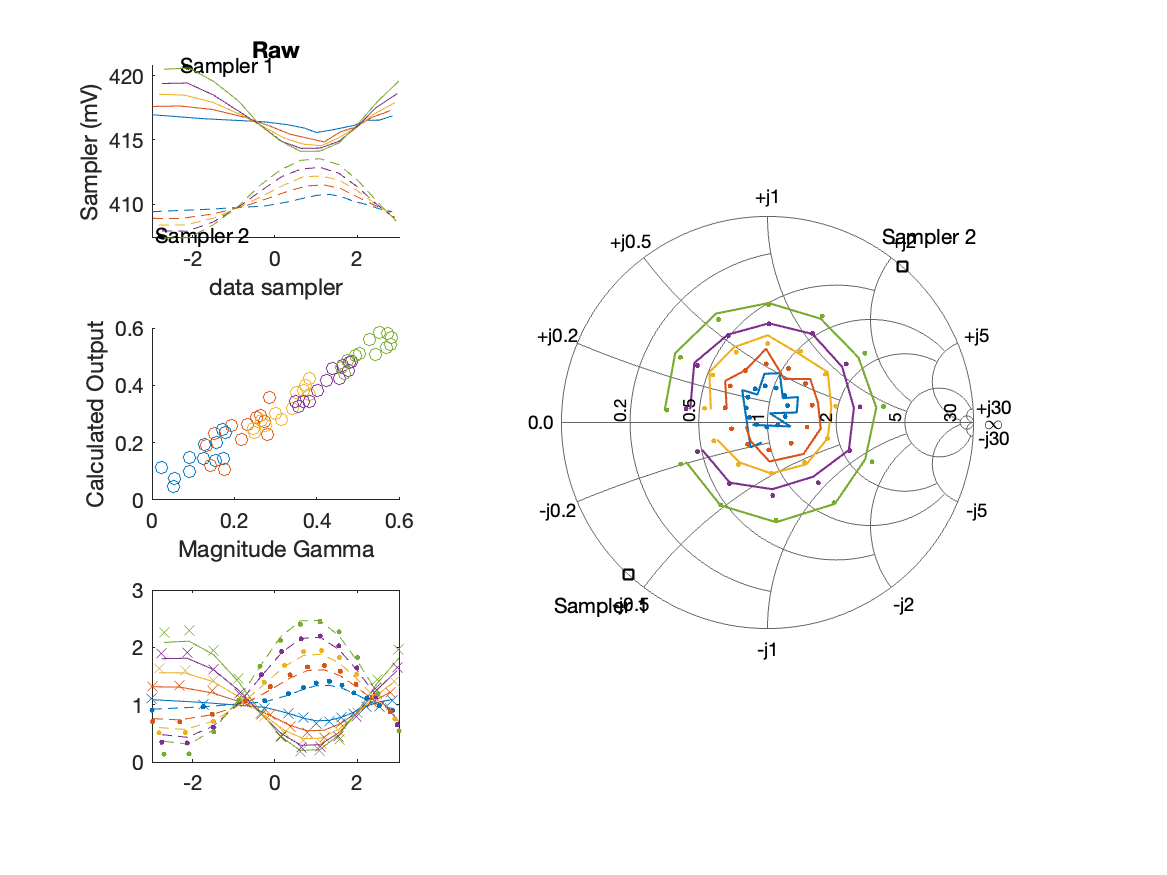 Raw
Sampler 1
420
415
410
Sampler (mV)
Sampler 2
-2
0
2
data sampler
0.6
0.4
0.2
0
Calculated Output
0
0.2
0.4
0.6
Magnitude Gamma
3
2
1
0
-2
0
2
+j1
+j0.5
Sampler 2
+j2
+j0.2
+j5
0.0
0.2
0.5
1
2
5
30
+j30
∞
-j30
-j0.2
-j5
Sampler 1
-j0.5
-j2
-j1